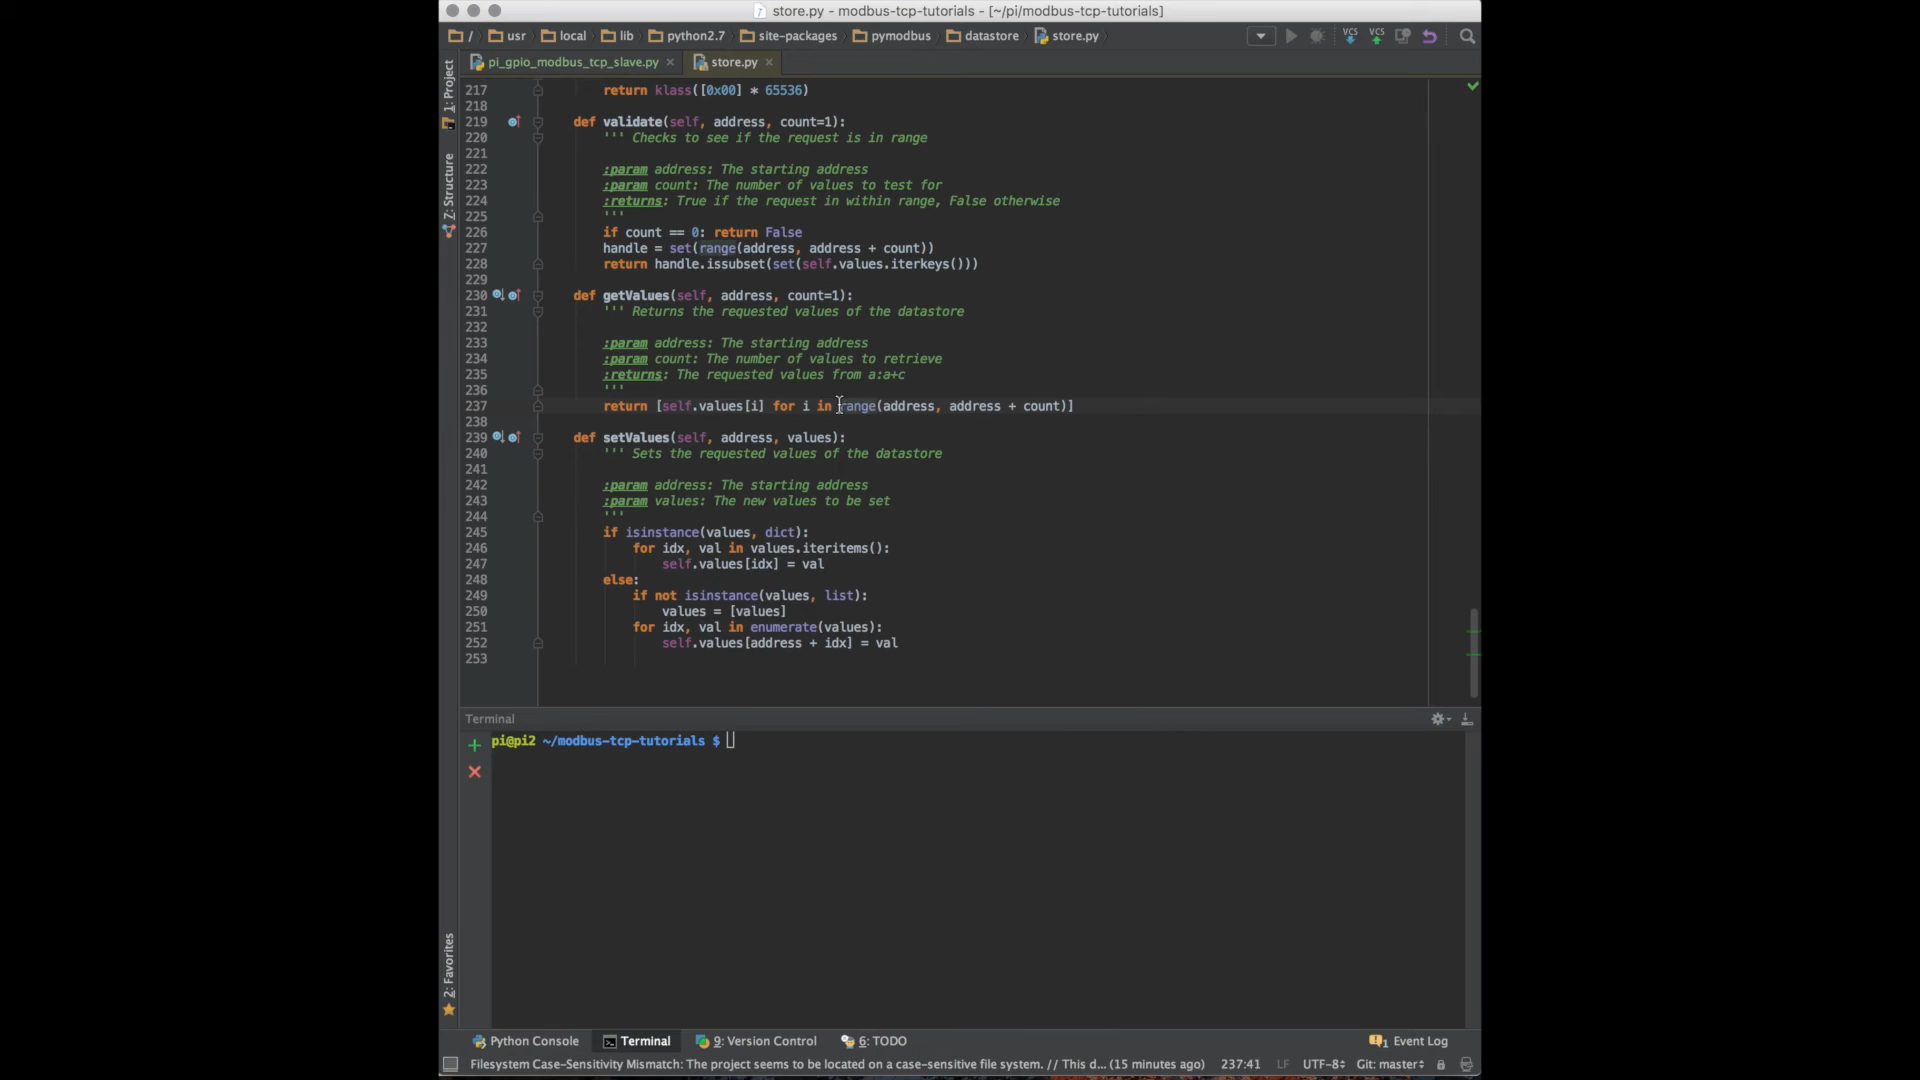 store.py - modbus-tcp-tutorials - [~/pi/modbus-tcp-tutorials]
/ usr local lib python2.7 site-packages pymodbus datastore store.py
pi_gpio_modbus_tcp_slave.py store.py
1: Project
7: Structure
2: Favorites
217 return klass([0x00] * 65536)
218
219 def validate(self, address, count=1):
220 ''' Checks to see if the request is in range
221
222 :param address: The starting address
223 :param count: The number of values to test for
224 :returns: True if the request in within range, False otherwise
225 '''
226 if count == 0: return False
227 handle = set(range(address, address + count))
228 return handle.issubset(set(self.values.iterkeys()))
229
230 def getValues(self, address, count=1):
231 ''' Returns the requested values of the datastore
232
233 :param address: The starting address
234 :param count: The number of values to retrieve
235 :returns: The requested values from a:a+c
236 '''
237 return [self.values[i] for i in range(address, address + count)]
238
239 def setValues(self, address, values):
240 ''' Sets the requested values of the datastore
241
242 :param address: The starting address
243 :param values: The new values to be set
244 '''
245 if isinstance(values, dict):
246 for idx, val in values.iteritems():
247 self.values[idx] = val
248 else:
249 if not isinstance(values, list):
250 values = [values]
251 for idx, val in enumerate(values):
252 self.values[address + idx] = val
253
Terminal
pi@pi2 ~/modbus-tcp-tutorials $
Python Console Terminal 9: Version Control 6: TODO 1 Event Log
Filesystem Case-Sensitivity Mismatch: The project seems to be located on a case-sensitive file system. // This d... (15 minutes ago) 237:41 LF UTF-8 Git: master